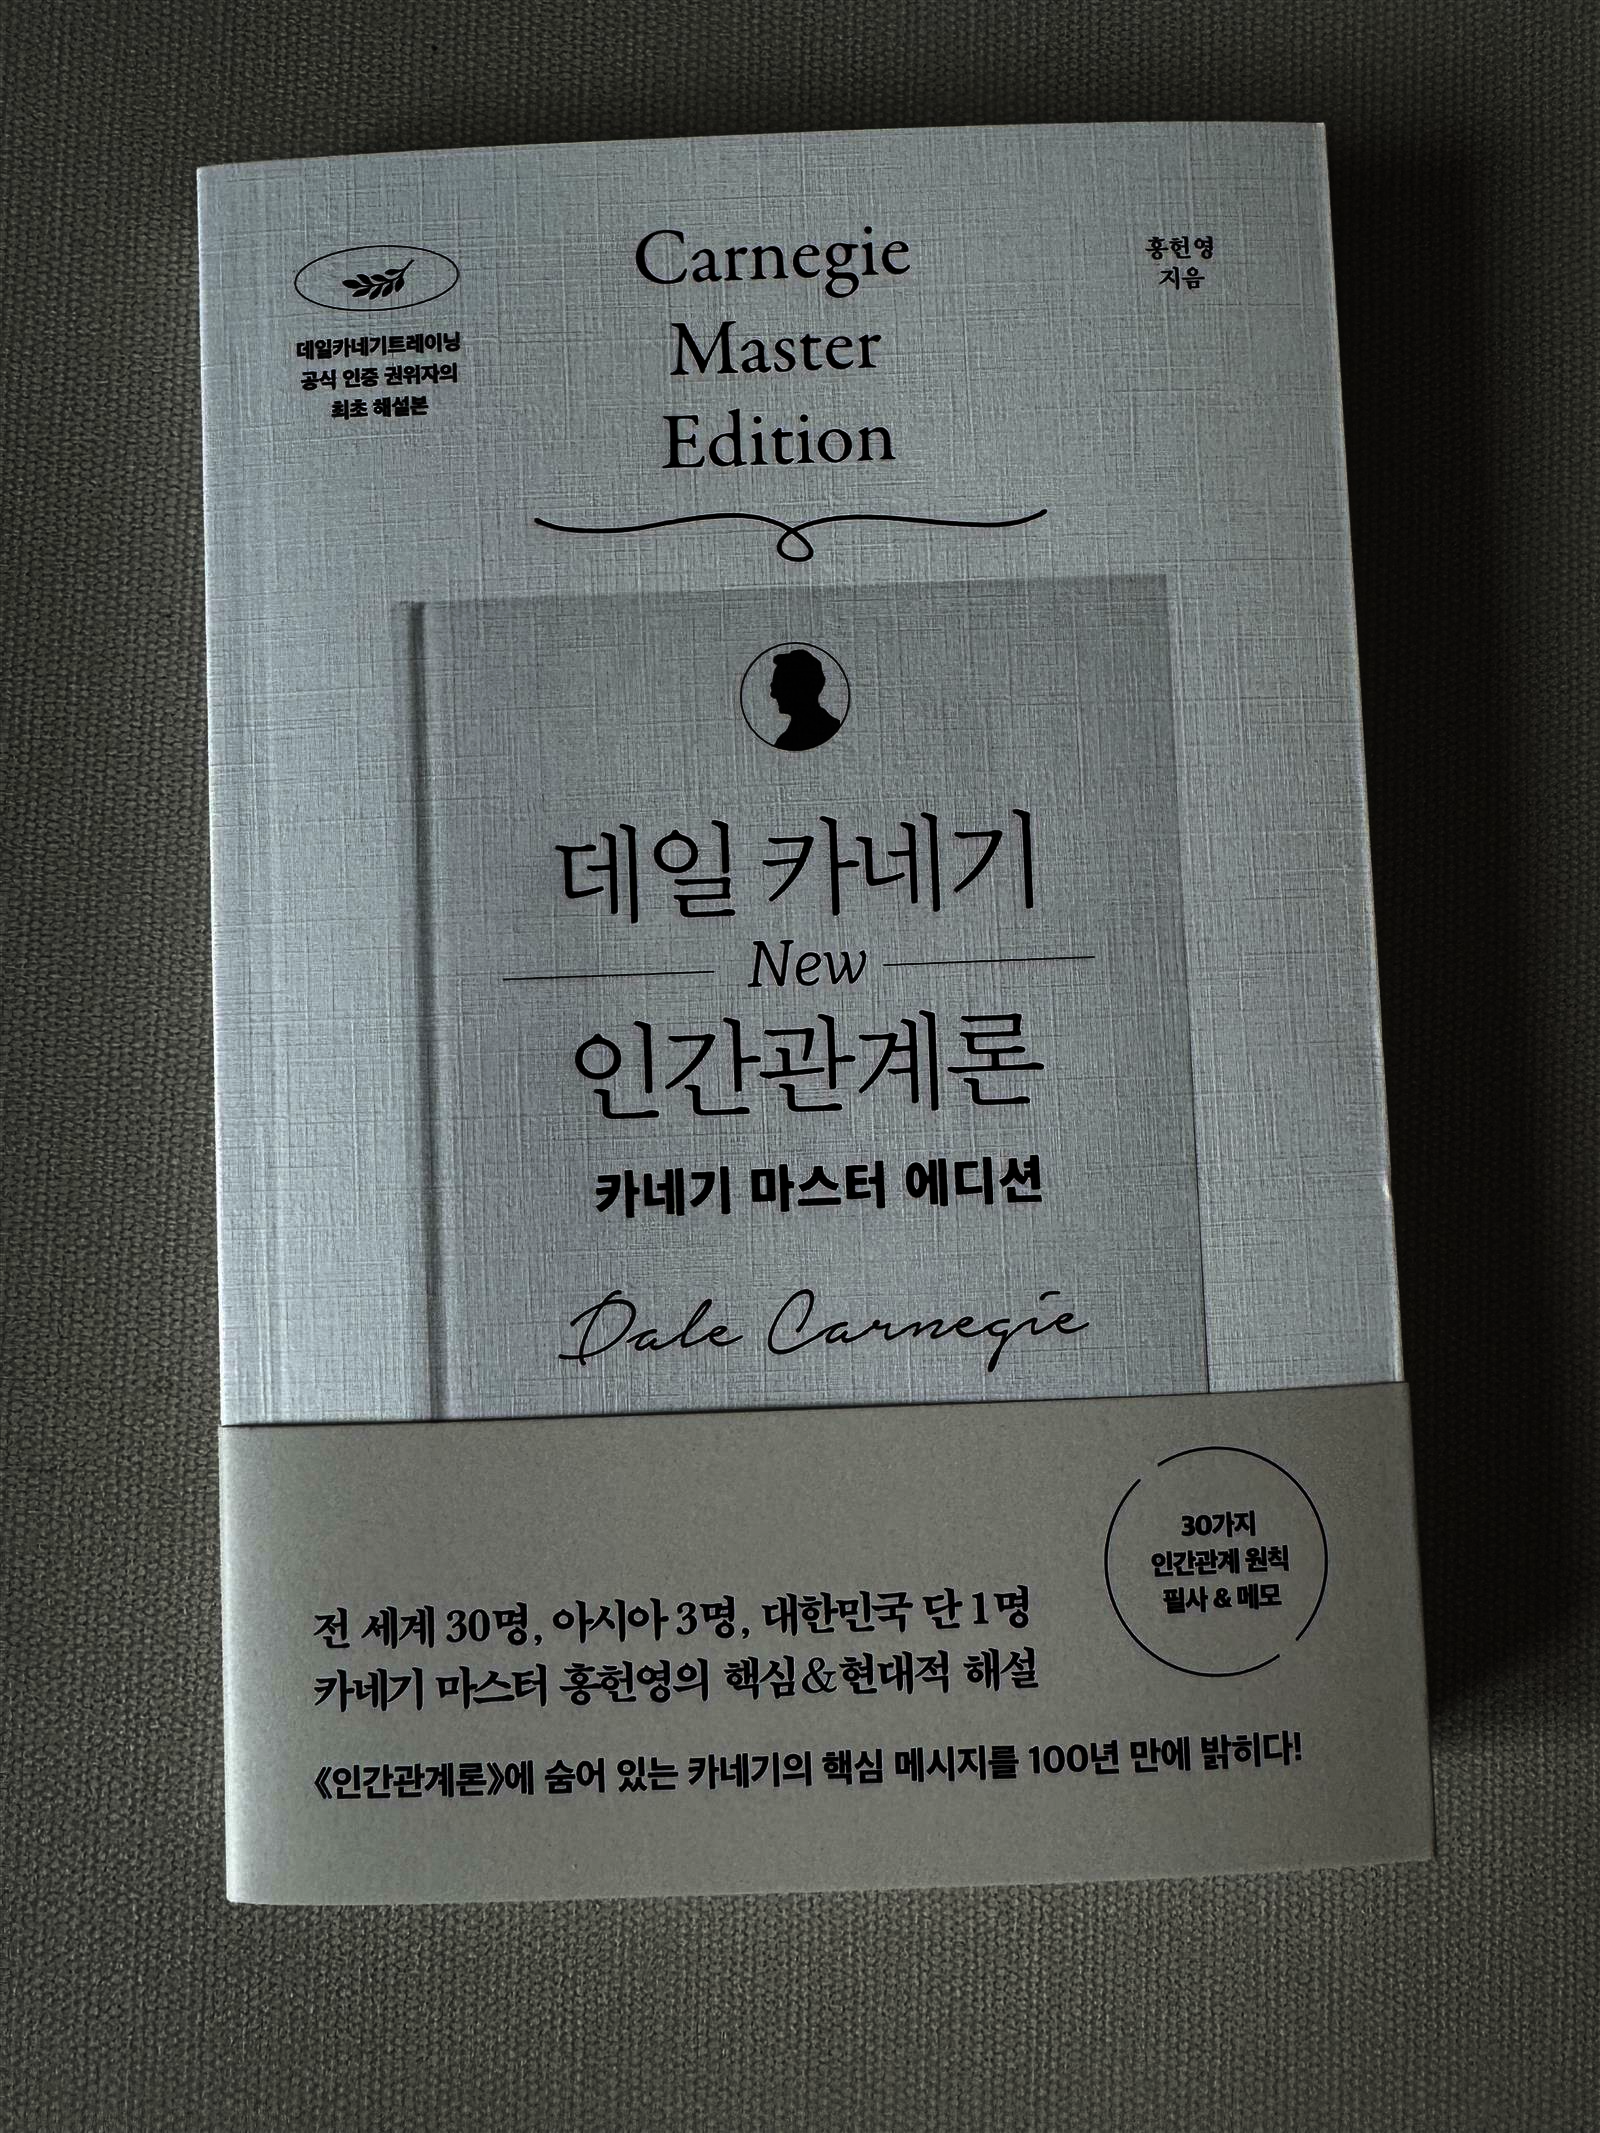 Carnegie
Master
Edition
홍헌영
지음
데일카네기트레이닝
공식 인증 권위자의
최초 해설본
데일 카네기
New
인간관계론
카네기 마스터 에디션
Dale Carnegie
30가지
인간관계 원칙
필사 & 메모
전 세계 30명, 아시아 3명, 대한민국 단 1명
카네기 마스터 홍헌영의 핵심&현대적 해설
《인간관계론》에 숨어 있는 카네기의 핵심 메시지를 100년 만에 밝히다!